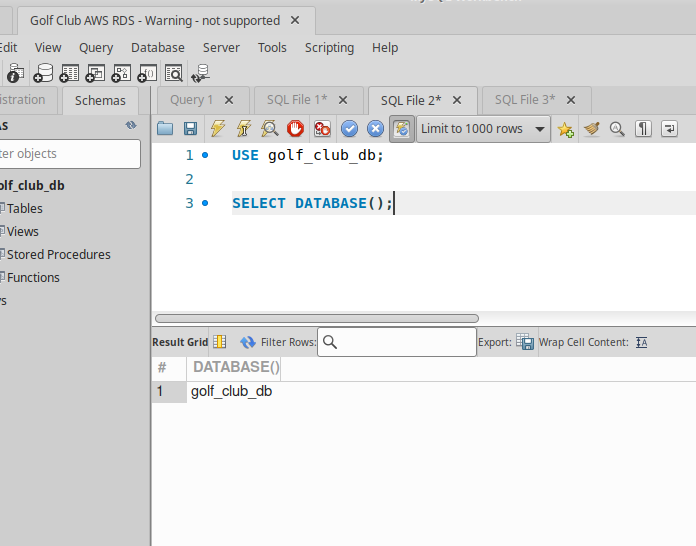 Golf Club AWS RDS - Warning - not supported
Edit View Query Database Server Tools Scripting Help
istration Schemas Query 1 SQL File 1* SQL File 2* SQL File 3*
AS
Limit to 1000 rows
ter objects
1 USE golf_club_db;
2
3 SELECT DATABASE();
olf_club_db
Tables
Views
Stored Procedures
Functions
ys
Result Grid Filter Rows: Export: Wrap Cell Content: IA
# DATABASE()
1 golf_club_db